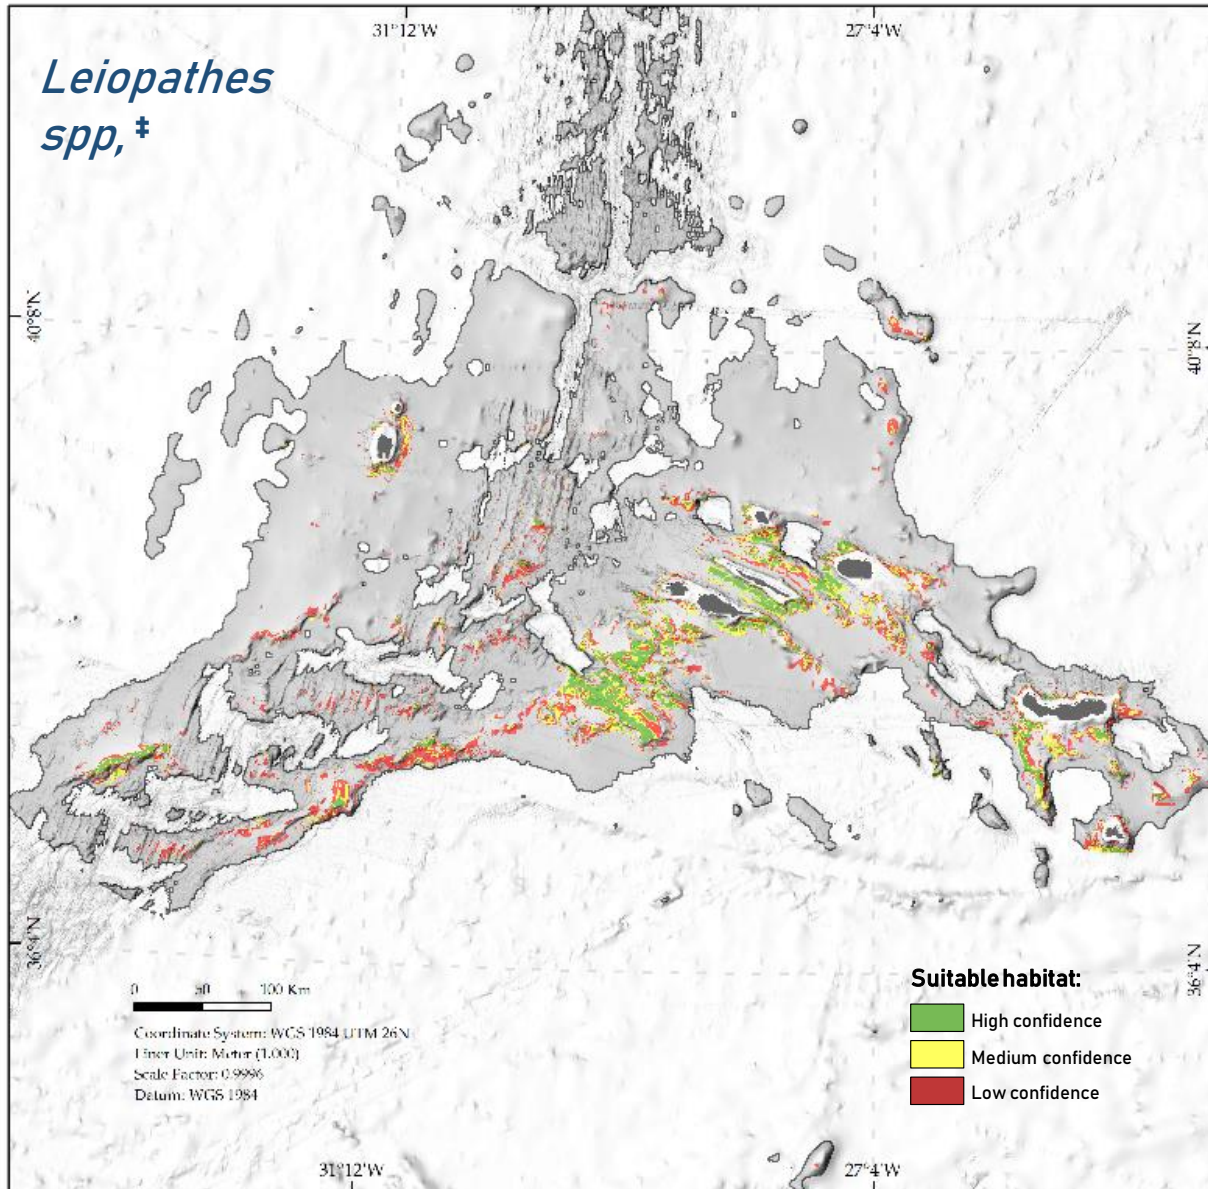 31°12'W
27°4'W
Leiopathes
spp,‡
40°8'N
40°8'N
36°4'N
36°4'N
0 50 100 Km
Coordinate System: WGS 1984 UTM 26N
Liner Unit: Meter (1.000)
Scale Factor: 0.9996
Datum: WGS 1984
Suitable habitat:
High confidence
Medium confidence
Low confidence
31°12'W
27°4'W